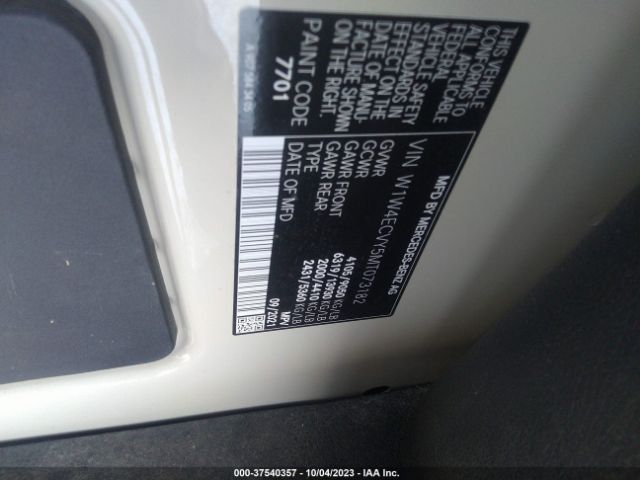 MFD BY MERCEDES-BENZ AG
VIN W1W4ECVY5MT073182
GVWR 4105 / 9050 KG/LB
GCWR 6319 / 13930 KG/LB
GAWR FRONT 2000 / 4410 KG/LB
GAWR REAR 2431 / 5360 KG/LB
TYPE MPV
DATE OF MFD 09 / 2021
THIS VEHICLE
CONFORMS TO
ALL APPLICABLE
FEDERAL MOTOR
VEHICLE SAFETY
STANDARDS IN
EFFECT ON THE
DATE OF MANU-
FACTURE SHOWN
ON THE RIGHT.
PAINT CODE
7701
000-37540357 - 10/04/2023 - IAA Inc.